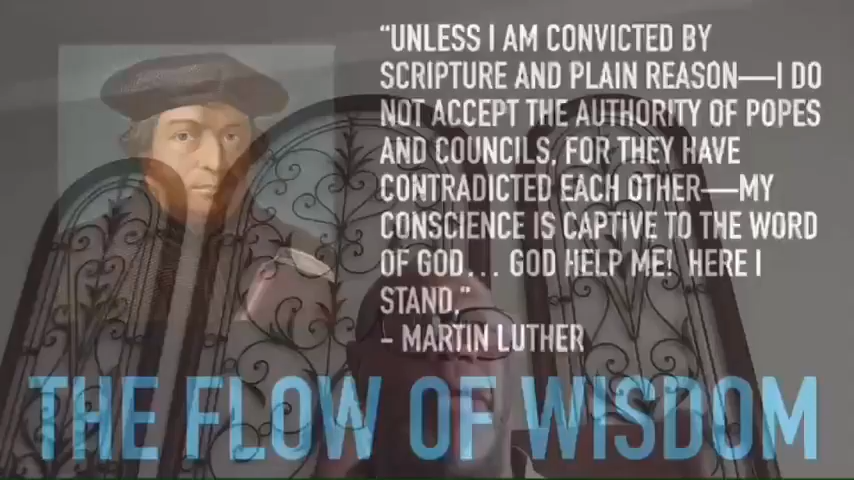 “UNLESS I AM CONVICTED BY
SCRIPTURE AND PLAIN REASON—I DO
NOT ACCEPT THE AUTHORITY OF POPES
AND COUNCILS, FOR THEY HAVE
CONTRADICTED EACH OTHER—MY
CONSCIENCE IS CAPTIVE TO THE WORD
OF GOD... GOD HELP ME! HERE I
STAND,”
- MARTIN LUTHER
THE FLOW OF WISDOM